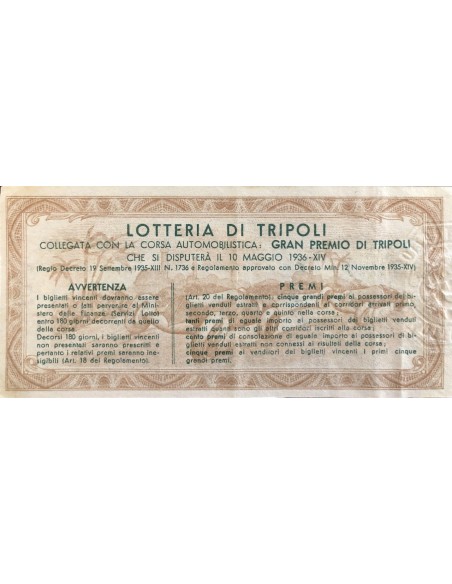 LOTTERIA DI TRIPOLI
COLLEGATA CON LA CORSA AUTOMOBILISTICA: GRAN PREMIO DI TRIPOLI
CHE SI DISPUTERÀ IL 10 MAGGIO 1936-XIV
(Regio Decreto 19 Settembre 1935-XIII N. 1736 e Regolamento approvato con Decreto Min. 12 Novembre 1935-XIV)
AVVERTENZA
I biglietti vincenti dovranno essere
presentati o fatti pervenire al Mini-
stero delle finanze (Servizi Lotto)
entro 180 giorni decorrenti da quello
della corsa.
Decorsi 180 giorni, i biglietti vincenti
non presentati saranno prescritti e
pertanto i relativi premi saranno ine-
sigibili (Art. 18 del Regolamento).
PREMI
(Art. 20 del Regolamento): cinque grandi premi ai possessori dei bi-
glietti estratti e corrispondenti ai corridori arrivati primo,
secondo, terzo, quarto e quinto nella corsa;
tanti premi di eguale importo ai possessori dei biglietti venduti
estratti quanti sono gli altri corridori iscritti alla corsa;
cento premi di consolazione di eguale importo ai possessori di bi-
glietti venduti estratti non connessi ai risultati della corsa;
cinque premi ai venditori dei biglietti vincenti i primi cinque
grandi premi.